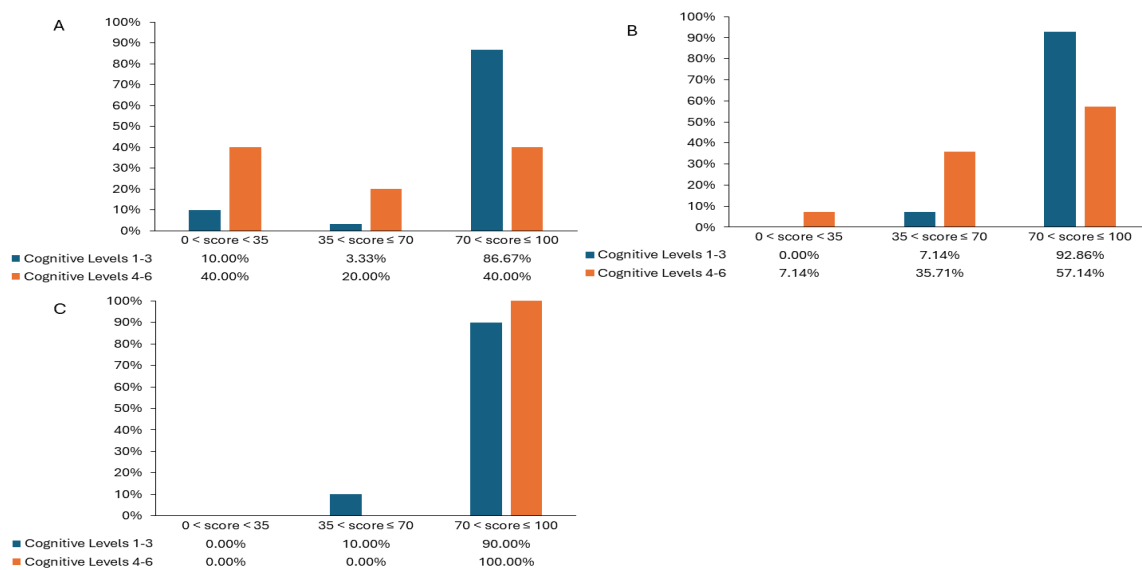 A
100%
90%
80%
70%
60%
50%
40%
30%
20%
10%
0%
0 < score < 35 35 < score ≤ 70 70 < score ≤ 100
Cognitive Levels 1-3 10.00% 3.33% 86.67%
Cognitive Levels 4-6 40.00% 20.00% 40.00%
B
100%
90%
80%
70%
60%
50%
40%
30%
20%
10%
0%
0 < score < 35 35 < score ≤ 70 70 < score ≤ 100
Cognitive Levels 1-3 0.00% 7.14% 92.86%
Cognitive Levels 4-6 7.14% 35.71% 57.14%
C
100%
90%
80%
70%
60%
50%
40%
30%
20%
10%
0%
0 < score < 35 35 < score ≤ 70 70 < score ≤ 100
Cognitive Levels 1-3 0.00% 10.00% 90.00%
Cognitive Levels 4-6 0.00% 0.00% 100.00%